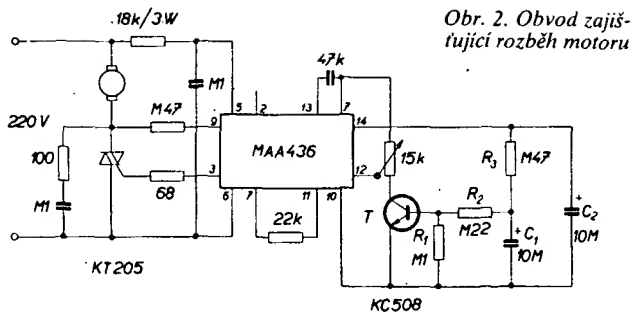 18k/3W
Obr. 2. Obvod zajiš-
ťující rozběh motoru
M1
47k
5 2 13 7
220 V
M47
9
14
100
MAA436
12
15k
R3
M47
68
3
C2
10M
M1
6 7 11 10
22k
T
R1
M1
R2
M22
C1
10M
+
+
KT205
KC508